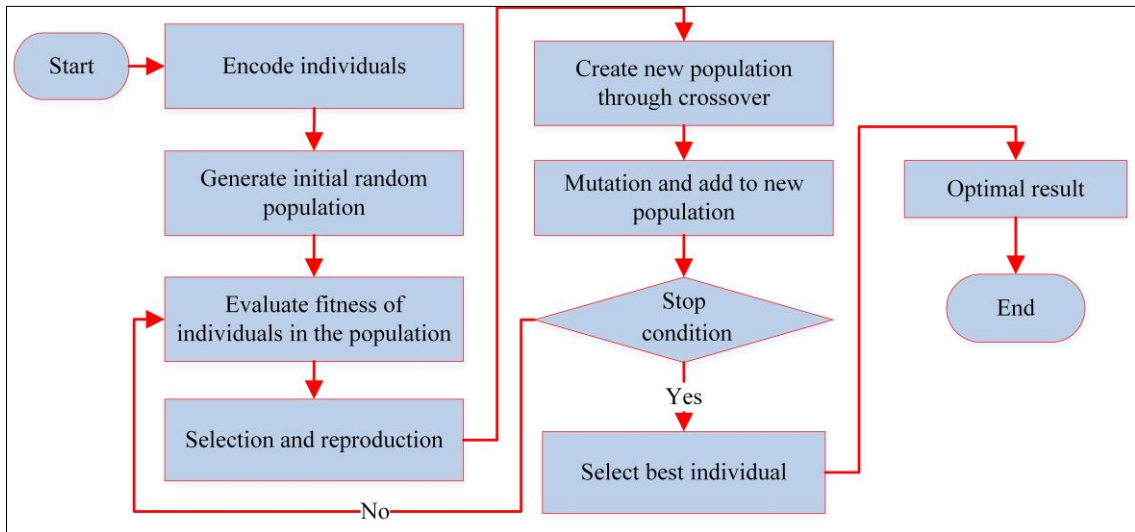 Start
Encode individuals
Generate initial random
population
Evaluate fitness of
individuals in the population
Selection and reproduction
Create new population
through crossover
Mutation and add to new
population
Stop
condition
No
Yes
Select best individual
Optimal result
End